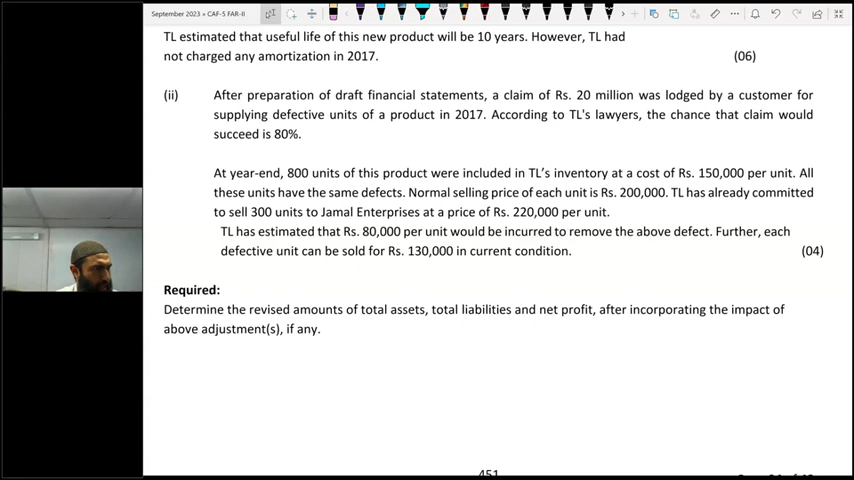 September 2023 » CAF-5 FAR-II
TL estimated that useful life of this new product will be 10 years. However, TL had
not charged any amortization in 2017. (06)
(ii) After preparation of draft financial statements, a claim of Rs. 20 million was lodged by a customer for
supplying defective units of a product in 2017. According to TL's lawyers, the chance that claim would
succeed is 80%.
At year-end, 800 units of this product were included in TL's inventory at a cost of Rs. 150,000 per unit. All
these units have the same defects. Normal selling price of each unit is Rs. 200,000. TL has already committed
to sell 300 units to Jamal Enterprises at a price of Rs. 220,000 per unit.
TL has estimated that Rs. 80,000 per unit would be incurred to remove the above defect. Further, each
defective unit can be sold for Rs. 130,000 in current condition. (04)
Required:
Determine the revised amounts of total assets, total liabilities and net profit, after incorporating the impact of
above adjustment(s), if any.
451